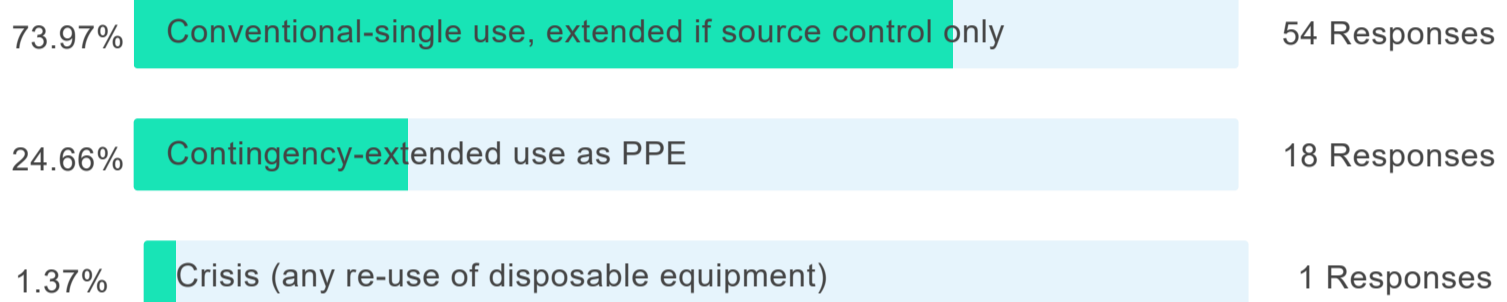 73.97% Conventional-single use, extended if source control only 54 Responses
24.66% Contingency-extended use as PPE 18 Responses
1.37% Crisis (any re-use of disposable equipment) 1 Responses